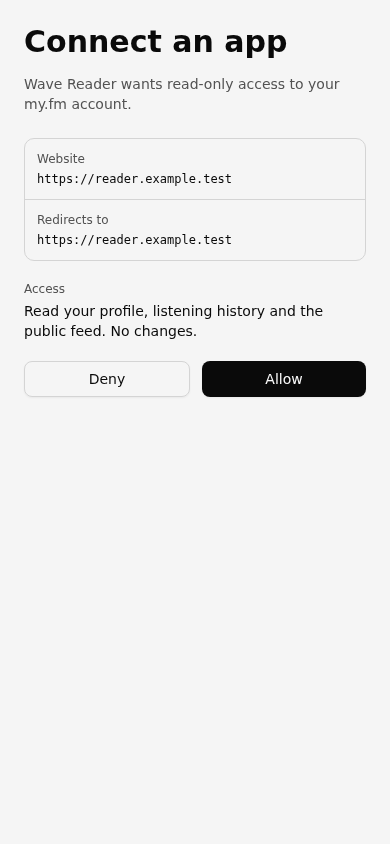 Connect an app
Wave Reader wants read-only access to your
my.fm account.
Website
https://reader.example.test
Redirects to
https://reader.example.test
Access
Read your profile, listening history and the
public feed. No changes.
Deny
Allow